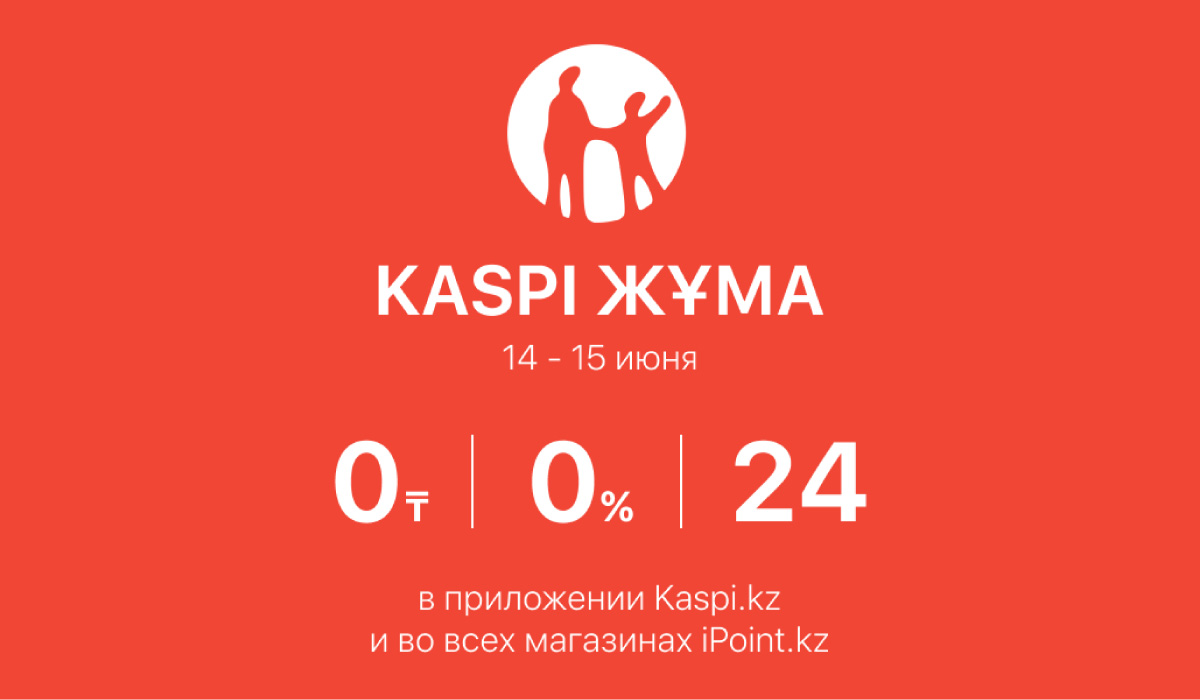 KASPI ЖҰМА
14 - 15 июня
0₸ | 0% | 24
в приложении Kaspi.kz
и во всех магазинах iPoint.kz